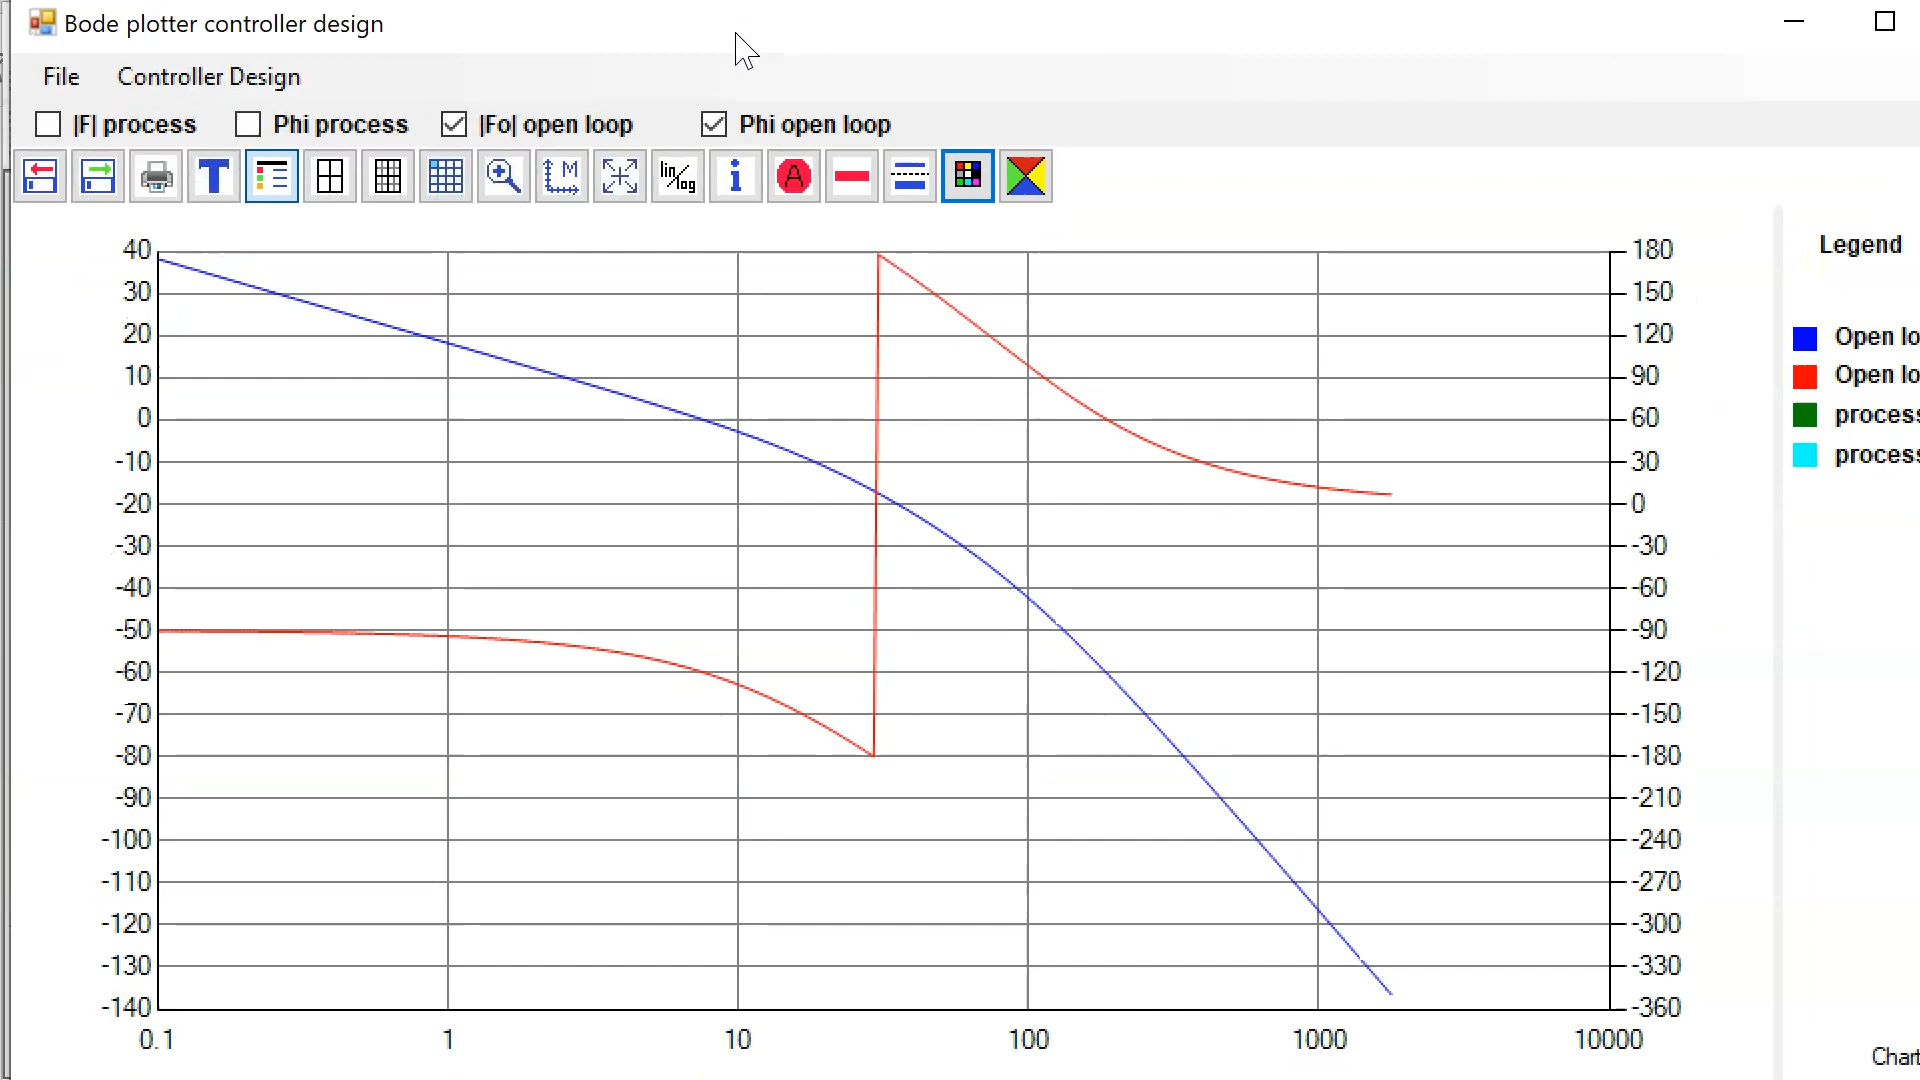 Bode plotter controller design
File Controller Design
|F| process Phi process |Fo| open loop Phi open loop
T M lin/log i A
40 180
30 150
20 120
10 90
0 60
-10 30
-20 0
-30 -30
-40 -60
-50 -90
-60 -120
-70 -150
-80 -180
-90 -210
-100 -240
-110 -270
-120 -300
-130 -330
-140 -360
0.1 1 10 100 1000 10000
Legend
Open lo
Open lo
process
process
Chart